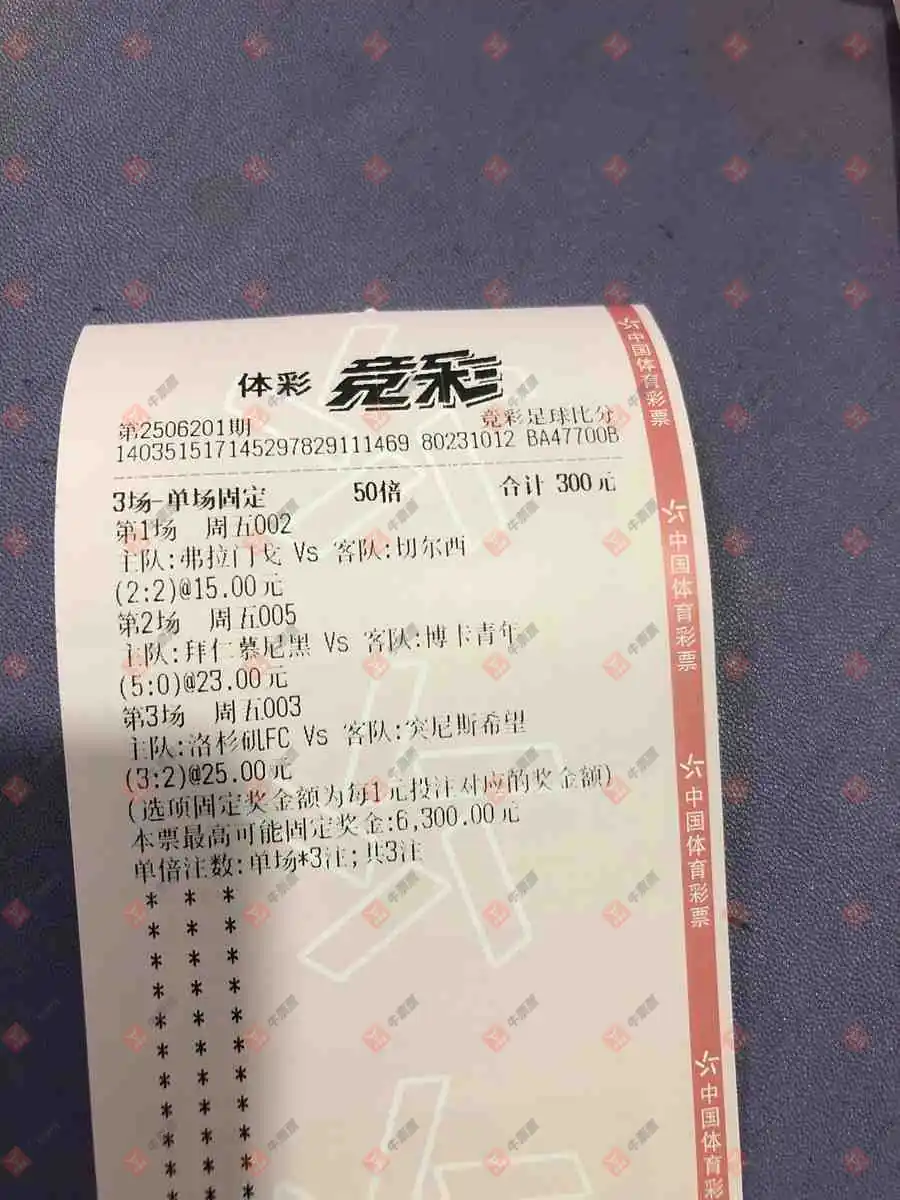 体彩 竞彩
第2506201期 竞彩足球比分
140351517145297829111469 80231012 BA47700B
3场-单场固定 50倍 合计 300元
第1场 周五002
主队:弗拉门戈 Vs 客队:切尔西
(2:2)@15.00元
第2场 周五005
主队:拜仁慕尼黑 Vs 客队:博卡青年
(5:0)@23.00元
第3场 周五003
主队:洛杉矶FC Vs 客队:突尼斯希望
(3:2)@25.00元
(选项固定奖金额为每1元投注对应的奖金额)
本票最高可能固定奖金:6,300.00元
单倍注数:单场*3注;共3注
中国体育彩票
中国体育彩票
中国体育彩票
中国体育彩